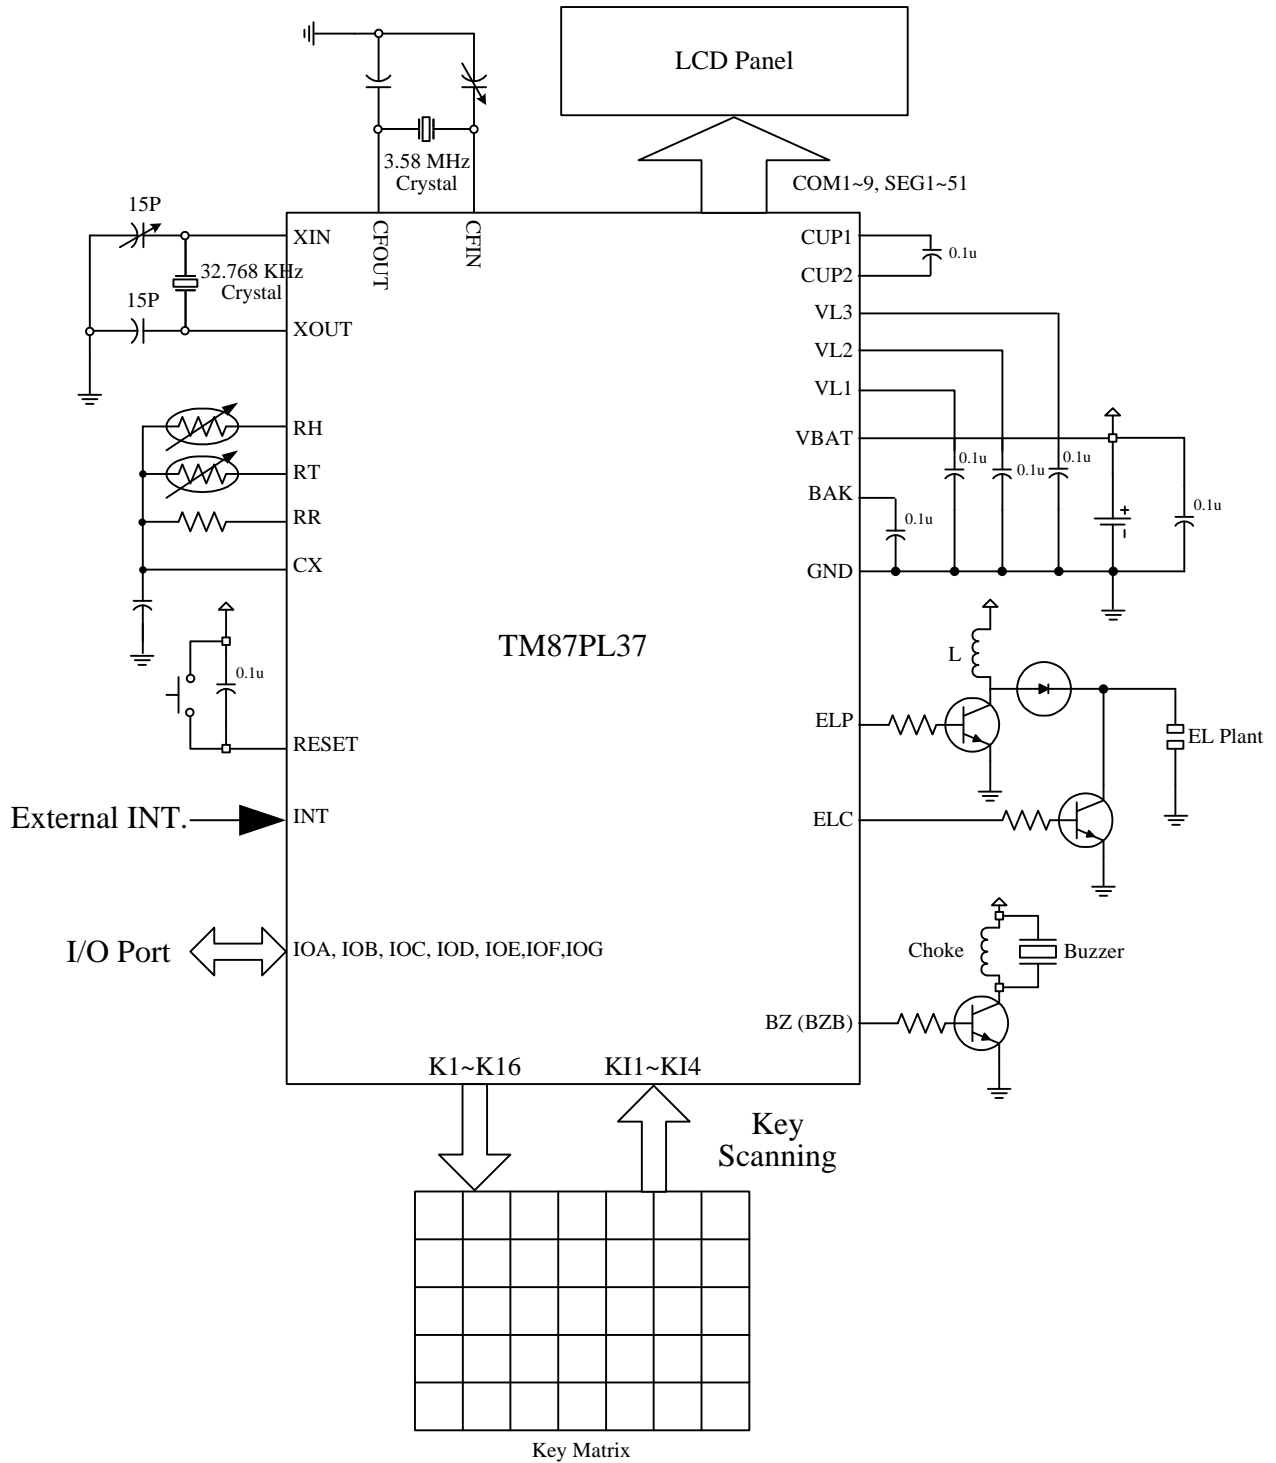 LCD Panel
3.58 MHz
Crystal
COM1~9, SEG1~51
15P
XIN
CFOUT
CFIN
CUP1
0.1u
32.768 KHz
Crystal
CUP2
15P
XOUT
VL3
VL2
VL1
RH
VBAT
0.1u
0.1u
0.1u
RT
BAK
0.1u
0.1u
RR
CX
GND
TM87PL37
L
0.1u
ELP
EL Plant
RESET
External INT.
INT
ELC
I/O Port
IOA, IOB, IOC, IOD, IOE,IOF,IOG
Choke
Buzzer
BZ (BZB)
K1~K16
KI1~KI4
Key
Scanning
Key Matrix